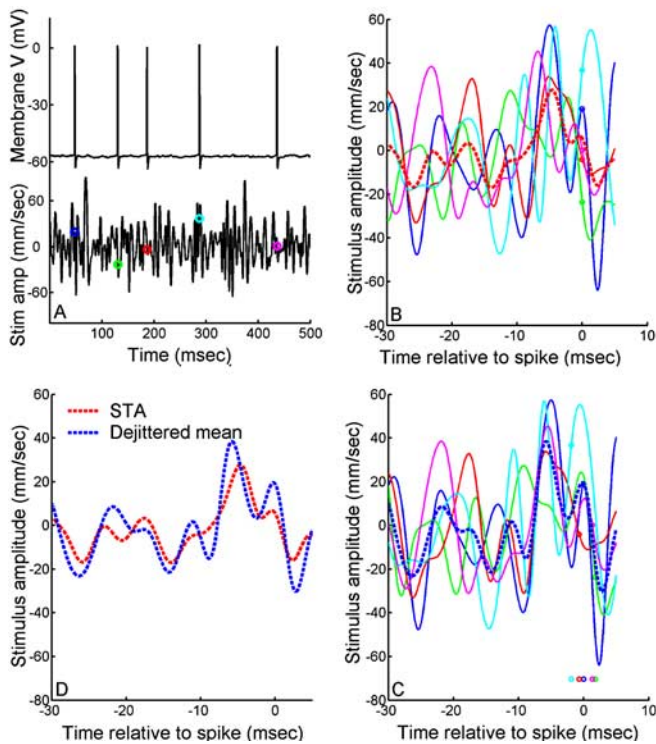 Membrane V (mV)
0
-30
-60
Stim amp (mm/sec)
60
0
-60
A
100 200 300 400 500
Time (msec)
Stimulus amplitude (mm/sec)
60
40
20
0
-20
-40
-60
-80
B
-30 -20 -10 0 10
Time relative to spike (msec)
Stimulus amplitude (mm/sec)
60
40
20
0
-20
-40
-60
-80
STA
Dejittered mean
D
-30 -20 -10 0
Time relative to spike (msec)
Stimulus amplitude (mm/sec)
60
40
20
0
-20
-40
-60
-80
C
-30 -20 -10 0 10
Time relative to spike (msec)